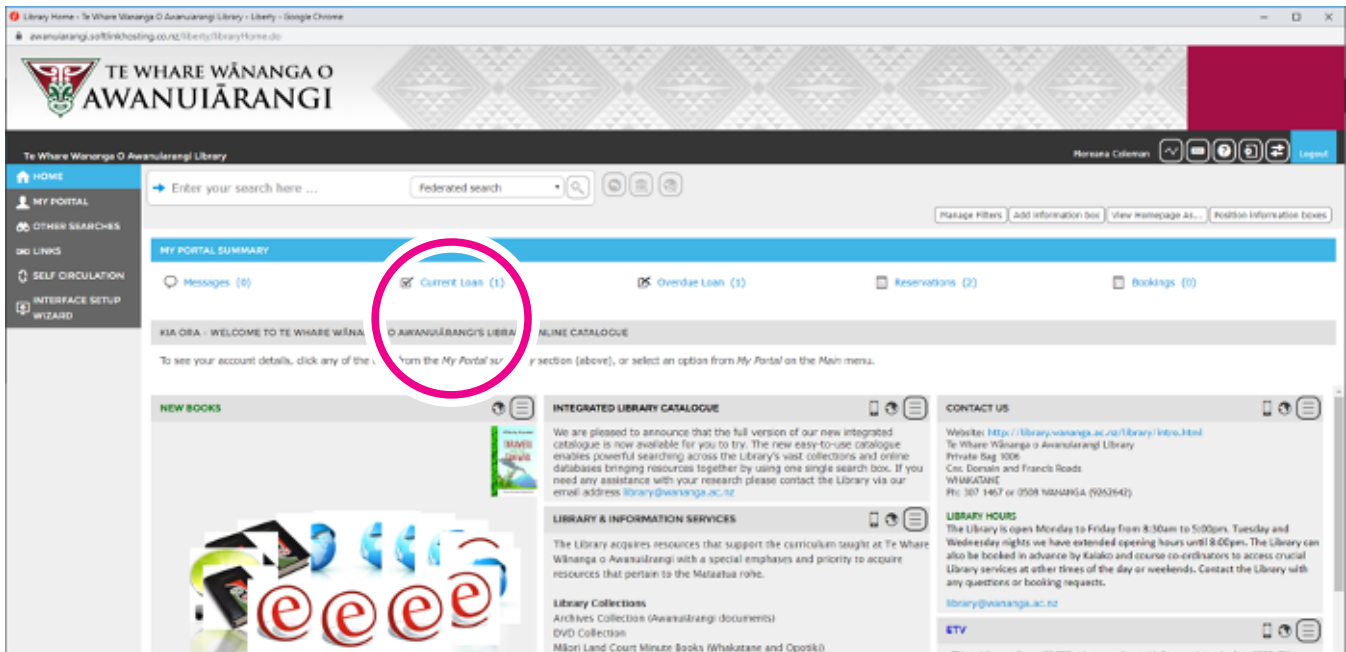 Library Home - Te Whare Wananga O Awanuiarangi Library - Liberty - Google Chrome
awanuiarangi.softlinkhosting.co.nz/liberty/libraryHome.do
TE WHARE WĀNANGA O
AWANUIĀRANGI
Te Whare Wananga O Awanuiarangi Library
Moreana Coleman
Logout
HOME
MY PORTAL
OTHER SEARCHES
LINKS
SELF CIRCULATION
INTERFACE SETUP
WIZARD
Enter your search here ...
Federated search
Manage Filters
Add information box
View Homepage As...
Position information boxes
MY PORTAL SUMMARY
Messages (0)
Current Loan (1)
Overdue Loan (1)
Reservations (2)
Bookings (0)
KIA ORA - WELCOME TO TE WHARE WĀNA O AWANUIĀRANGI'S LIBRA NLINE CATALOGUE
To see your account details, click any of the from the My Portal su y section (above), or select an option from My Portal on the Main menu.
NEW BOOKS
INTEGRATED LIBRARY CATALOGUE
We are pleased to announce that the full version of our new integrated
catalogue is now available for you to try. The new easy-to-use catalogue
enables powerful searching across the Library's vast collections and online
databases bringing resources together by using one single search box. If you
need any assistance with your research please contact the Library via our
email address library@wananga.ac.nz
LIBRARY & INFORMATION SERVICES
The Library acquires resources that support the curriculum taught at Te Whare
Wānanga o Awanuiārangi with a special emphases and priority to acquire
resources that pertain to the Mataatua rohe.
Library Collections
Archives Collection (Awanuiārangi documents)
DVD Collection
Māori Land Court Minute Books (Whakatane and Opotiki)
CONTACT US
Website: http://library.wananga.ac.nz/library/intro.html
Te Whare Wānanga o Awanuiarangi Library
Private Bag 1006
Cnr. Domain and Francis Roads
WHAKATANE
Ph: 307 1467 or 0508 WANANGA (9262642)
LIBRARY HOURS
The Library is open Monday to Friday from 8:30am to 5:00pm. Tuesday and
Wednesday nights we have extended opening hours until 8:00pm. The Library can
also be booked in advance by Kaiako and course co-ordinators to access crucial
Library services at other times of the day or weekends. Contact the Library with
any questions or booking requests.
library@wananga.ac.nz
ETV